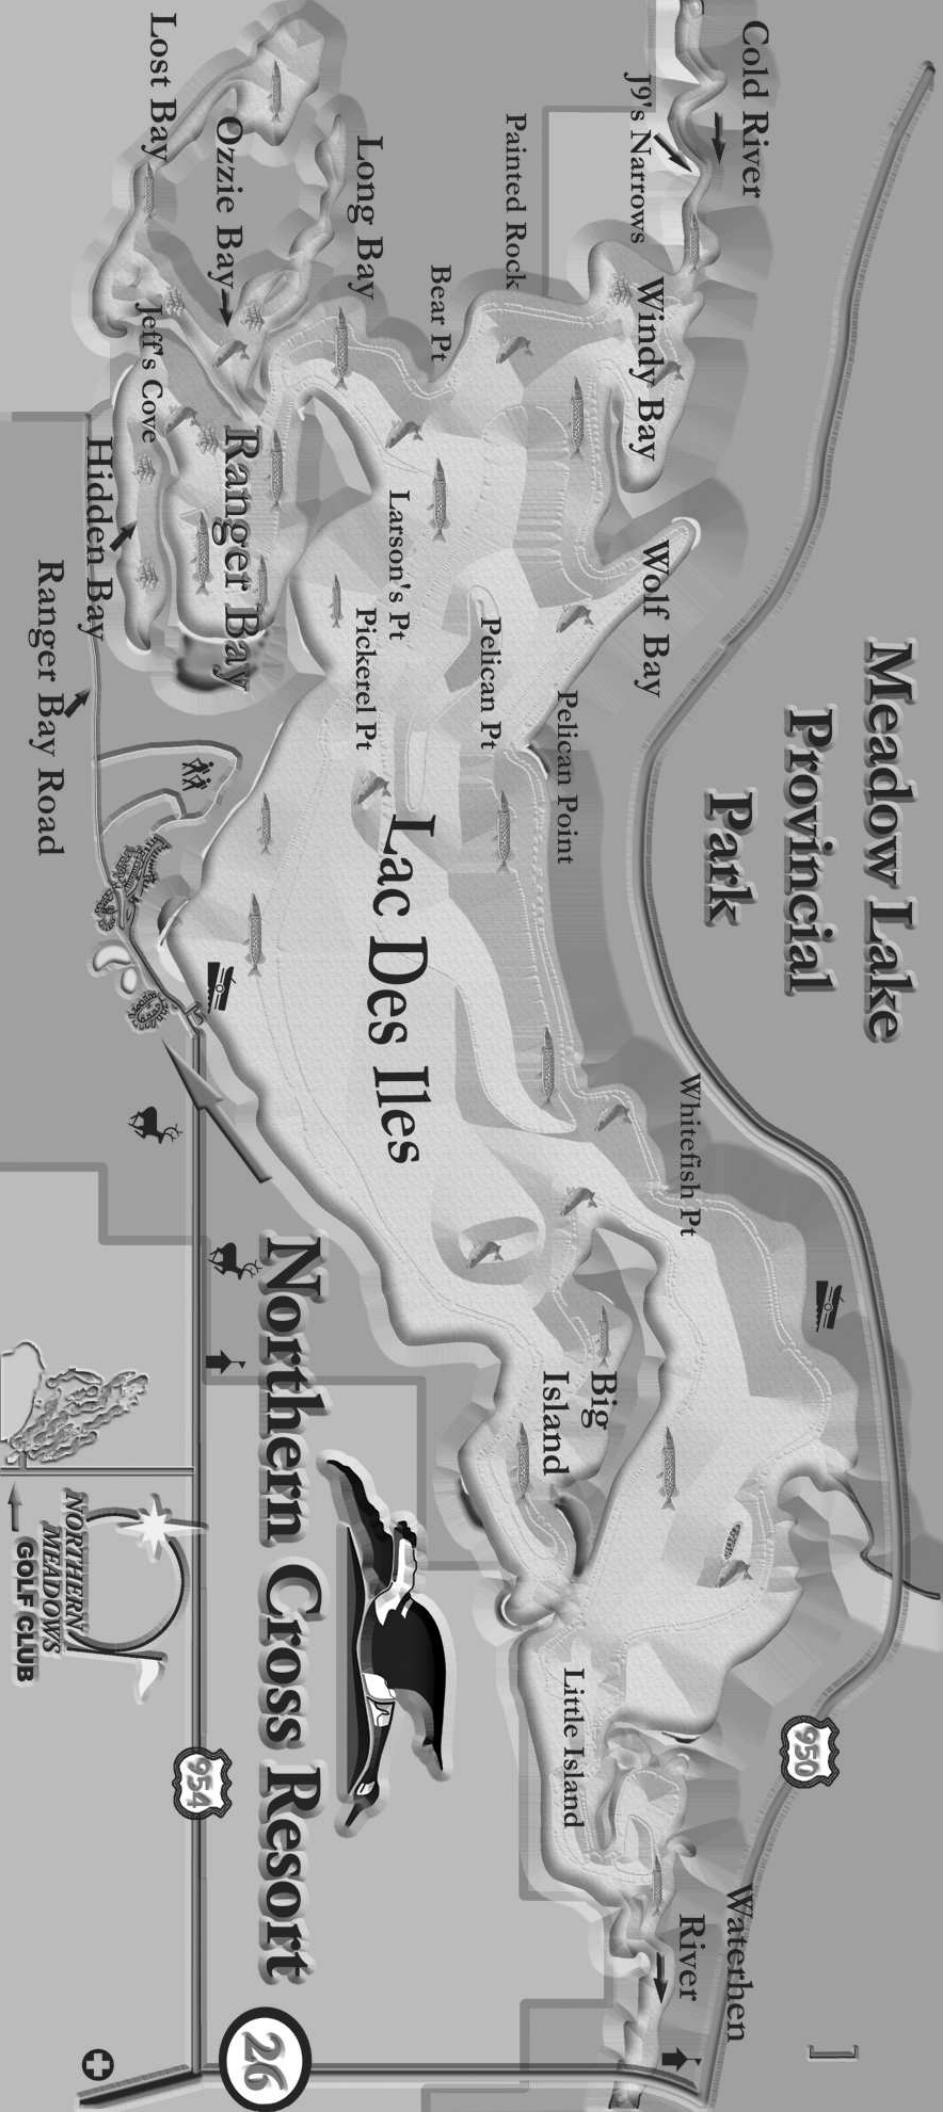 Meadow Lake
Provincial
Park
Cold River
J9's Narrows
Windy Bay
Wolf Bay
Painted Rock
Bear Pt
Long Bay
Ozzie Bay
Lost Bay
Jeff's Cove
Ranger Bay
Hidden Bay
Ranger Bay Road
Larson's Pt
Pickerel Pt
Pelican Pt
Pelican Point
Lac Des Iles
Whitefish Pt
Big
Island
Little Island
950
Waterhen
River
Northern Cross Resort
954
26
NORTHERN
MEADOWS
GOLF CLUB